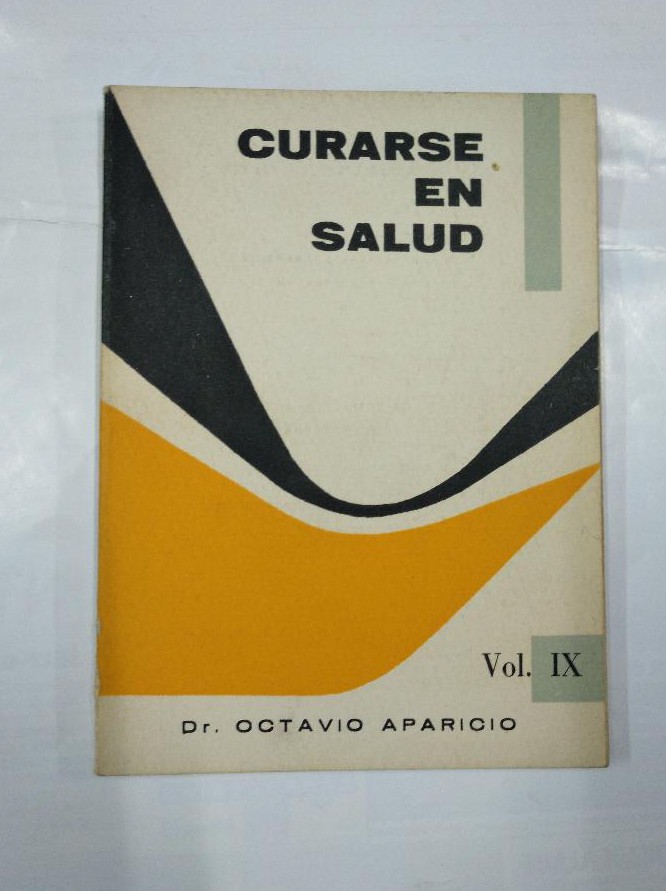 CURARSE
EN
SALUD
Vol. IX
Dr. OCTAVIO APARICIO